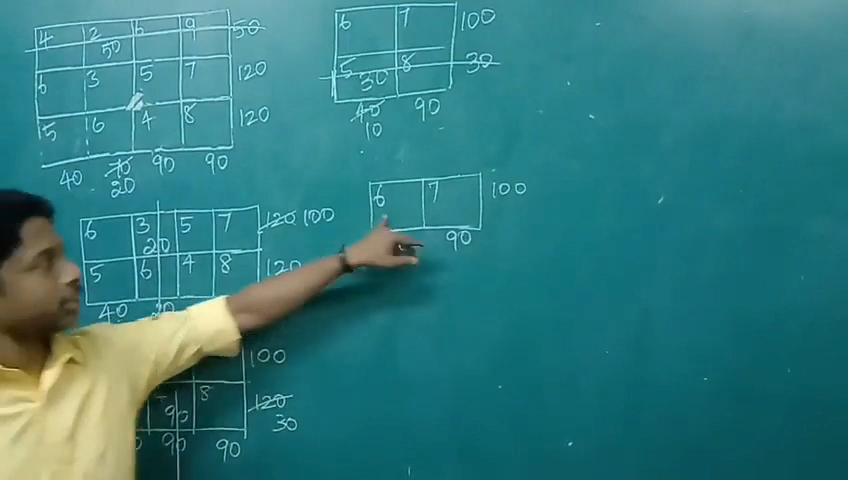 4 2 6 9 50
50
6 3 5 7 120
5 6 4 8 120
40 70 90 90
20
6 3 5 7 120 100
20
5 6 4 8 120
40 20
100
8 120
90 30
90 90
6 7 100
5 8 30
30
40 90
10
6 7 100
90